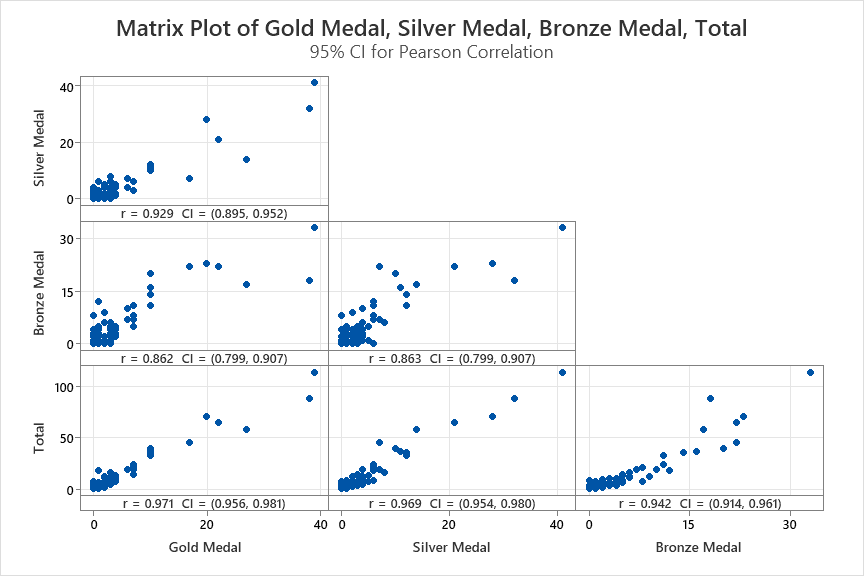 Matrix Plot of Gold Medal, Silver Medal, Bronze Medal, Total
95% CI for Pearson Correlation
Silver Medal
40
20
0
r = 0.929 CI = (0.895, 0.952)
Bronze Medal
30
15
0
r = 0.862 CI = (0.799, 0.907)
r = 0.863 CI = (0.799, 0.907)
Total
100
50
0
r = 0.971 CI = (0.956, 0.981)
r = 0.969 CI = (0.954, 0.980)
r = 0.942 CI = (0.914, 0.961)
0 20 40
0 20 40
0 15 30
Gold Medal
Silver Medal
Bronze Medal